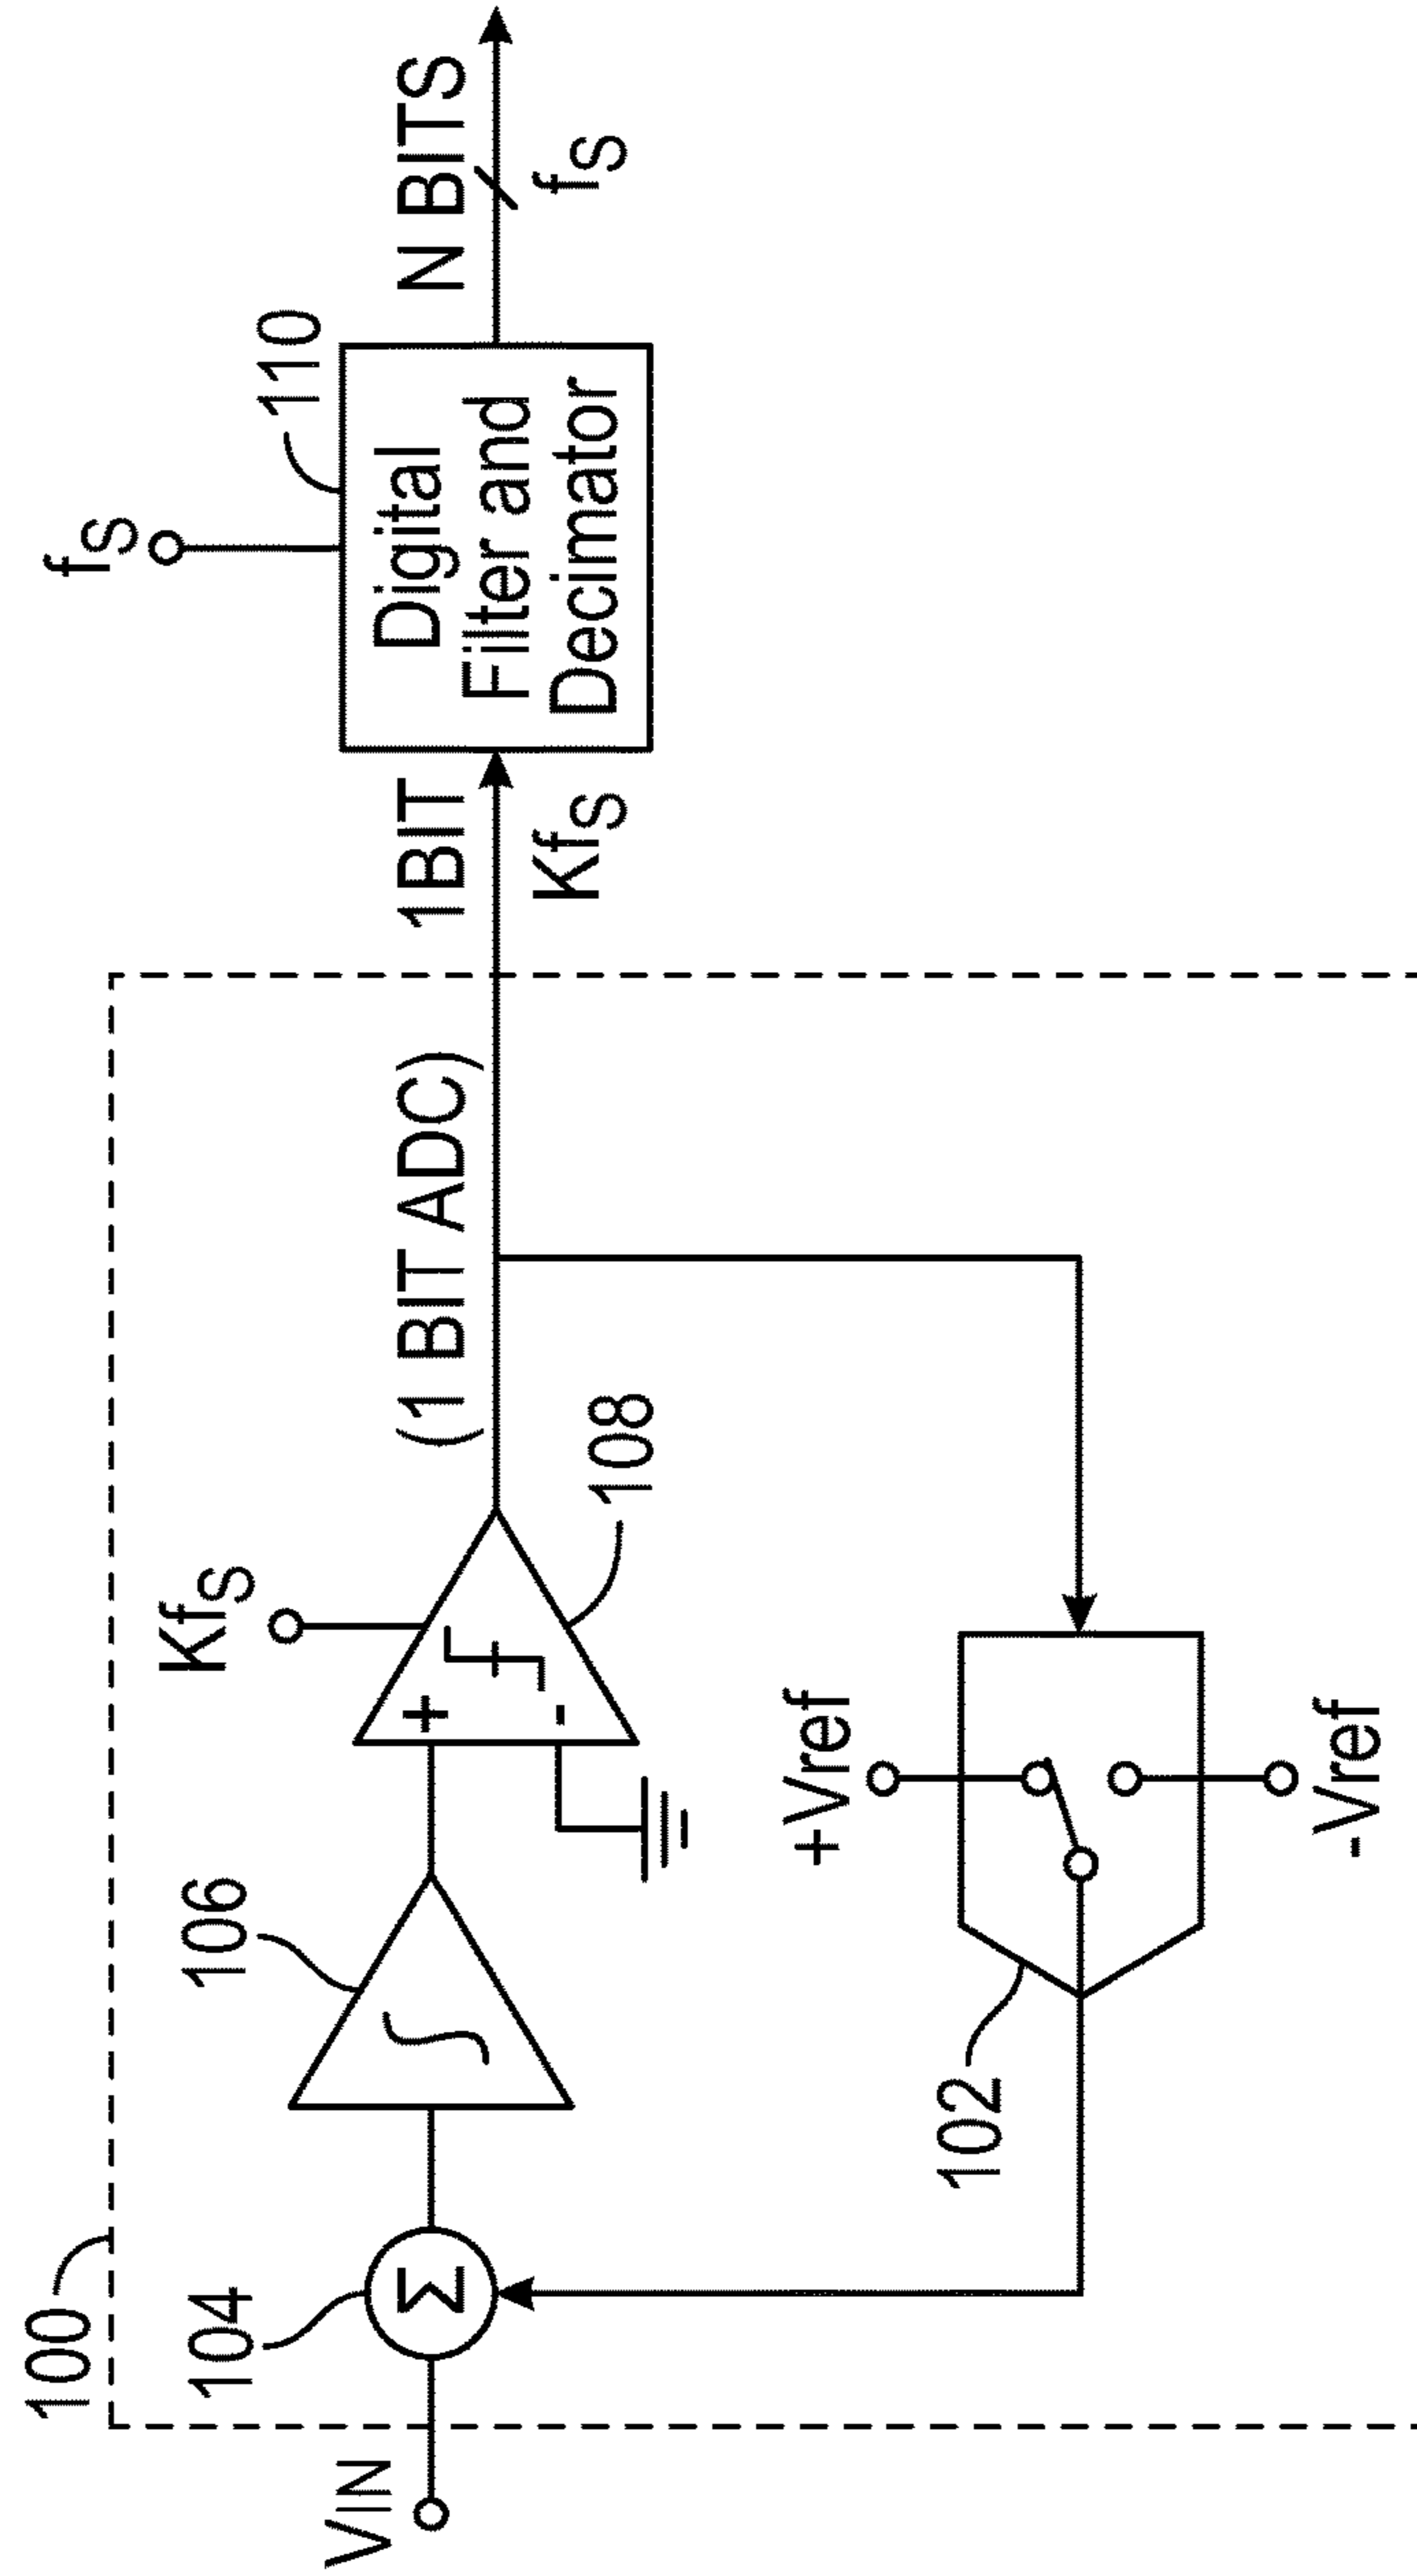 100
104
106
KfS
108
(1 BIT ADC)
1BIT
KfS
fS
110
Digital
Filter and
Decimator
N BITS
fS
VIN
Σ
∫
+
-
102
+Vref
-Vref